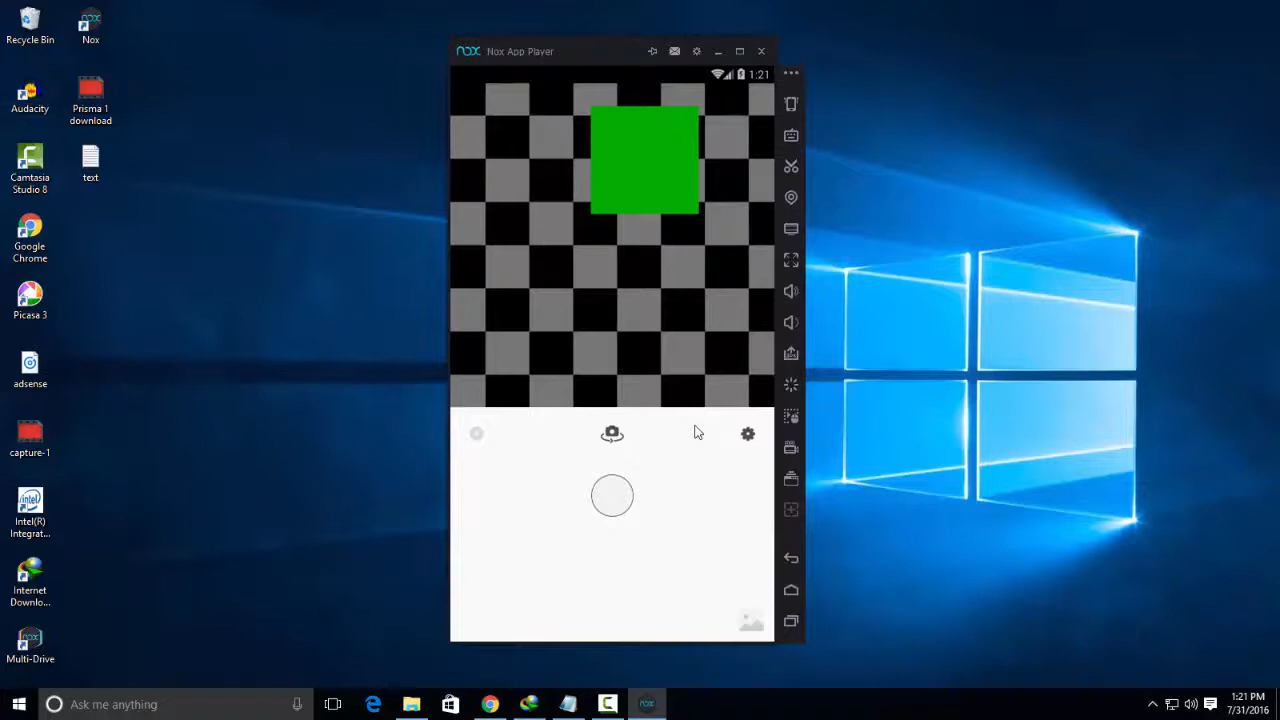 Recycle Bin
Nox
Audacity
Prisma 1
download
Camtasia
Studio 8
text
Google
Chrome
Picasa 3
adsense
capture-1
Intel(R)
Integrat...
Internet
Downlo...
Multi-Drive
nox Nox App Player
1:21
Ask me anything
1:21 PM
7/31/2016